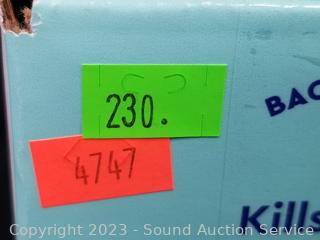 BAC
230.
4747
Kills
Copyright 2023 - Sound Auction Service